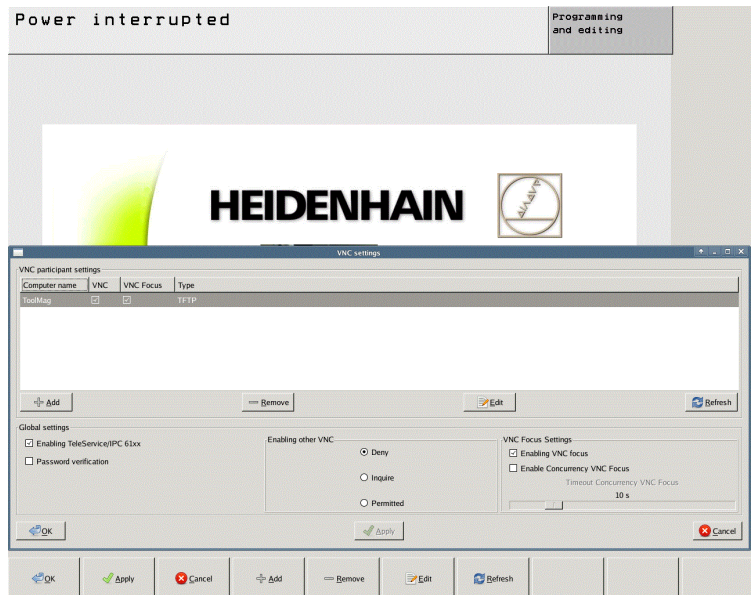 Power interrupted
Programming
and editing
HEIDENHAIN
VNC settings
VNC participant settings
Computer name VNC VNC Focus Type
ToolMag TFTP
Add Remove Edit Refresh
Global settings
Enabling TeleService/IPC 61xx
Password verification
Enabling other VNC
Deny
Inquire
Permitted
VNC Focus Settings
Enabling VNC focus
Enable Concurrency VNC Focus
Timeout Concurrency VNC Focus
10 s
OK Apply Cancel
OK Apply Cancel Add Remove Edit Refresh